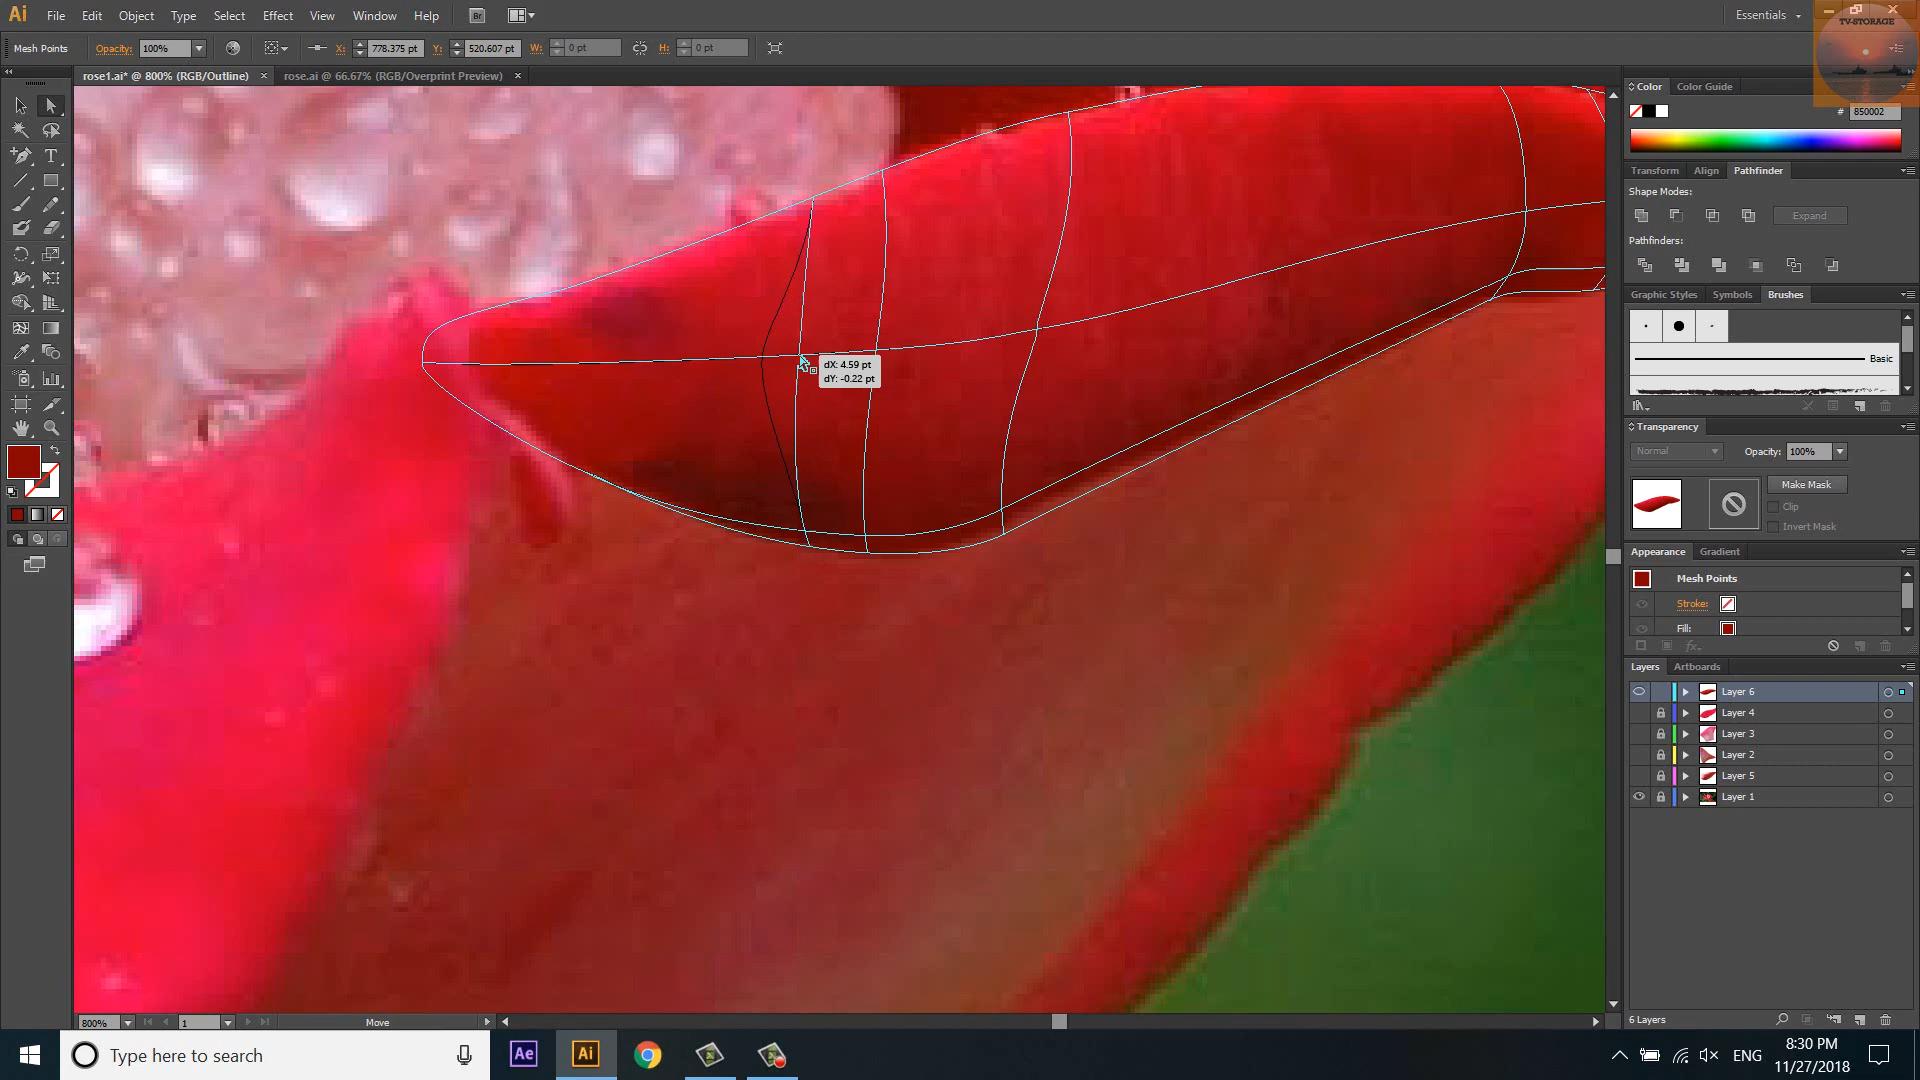 Ai File Edit Object Type Select Effect View Window Help Br Essentials
TV-STORAGE
Mesh Points Opacity: 100% X: 778.375 pt Y: 520.607 pt W: 0 pt H: 0 pt
rose1.ai* @ 800% (RGB/Outline) × rose.ai @ 66.67% (RGB/Overprint Preview) ×
Color Color Guide
# 850002
Transform Align Pathfinder
Shape Modes:
Expand
Pathfinders:
Graphic Styles Symbols Brushes
Basic
dX: 4.59 pt
dY: -0.22 pt
Transparency
Normal Opacity: 100%
Make Mask
Clip
Invert Mask
Appearance Gradient
Mesh Points
Stroke:
Fill:
fx
Layers Artboards
Layer 6
Layer 4
Layer 3
Layer 2
Layer 5
Layer 1
6 Layers
800% 1 Move
Type here to search Ae Ai ENG 8:30 PM
11/27/2018